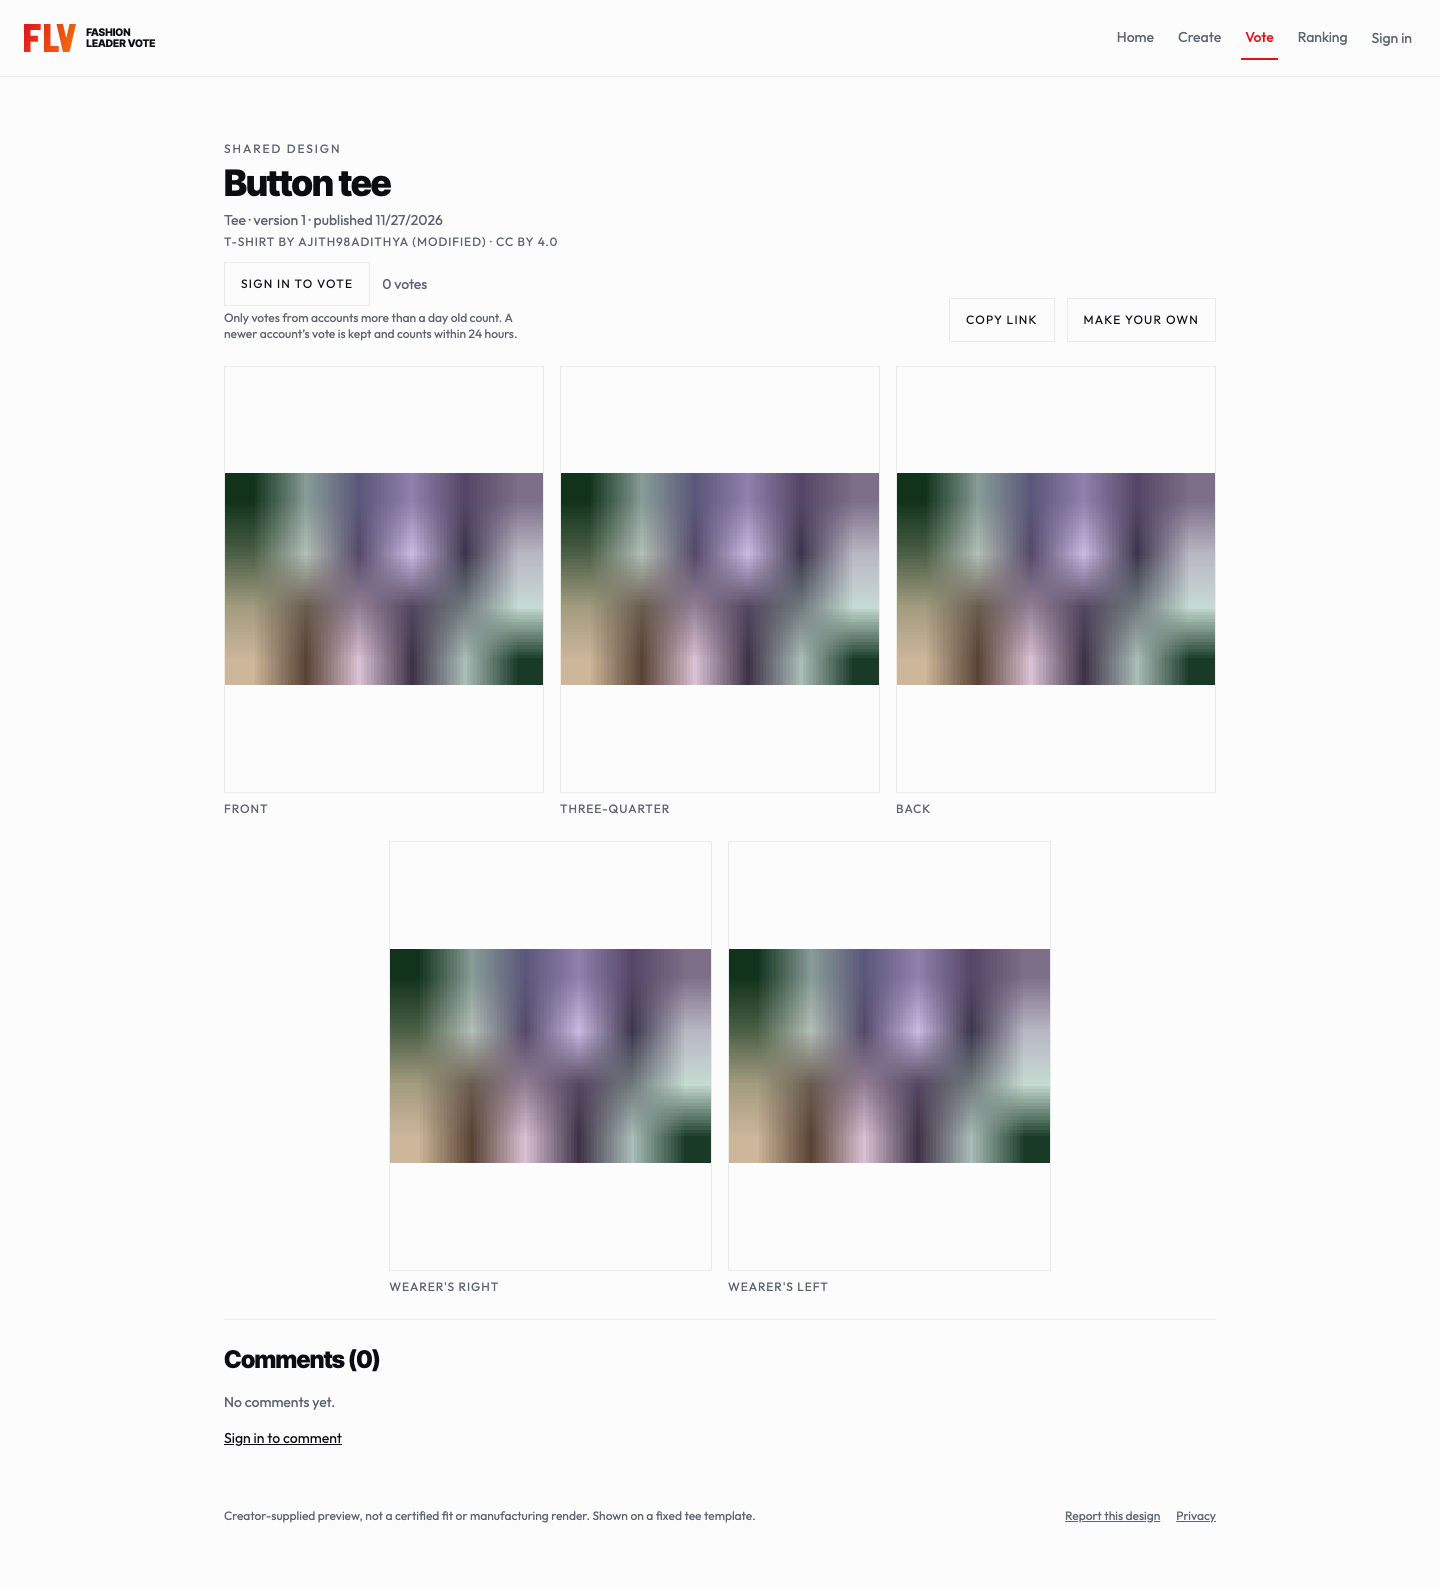 FLV FASHION
LEADER VOTE
Home Create Vote Ranking Sign in
SHARED DESIGN
Button tee
Tee · version 1 · published 11/27/2026
T-SHIRT BY AJITH98ADITHYA (MODIFIED) · CC BY 4.0
SIGN IN TO VOTE 0 votes
Only votes from accounts more than a day old count. A
newer account's vote is kept and counts within 24 hours.
COPY LINK MAKE YOUR OWN
FRONT THREE-QUARTER BACK
WEARER'S RIGHT WEARER'S LEFT
Comments (0)
No comments yet.
Sign in to comment
Creator-supplied preview, not a certified fit or manufacturing render. Shown on a fixed tee template. Report this design Privacy